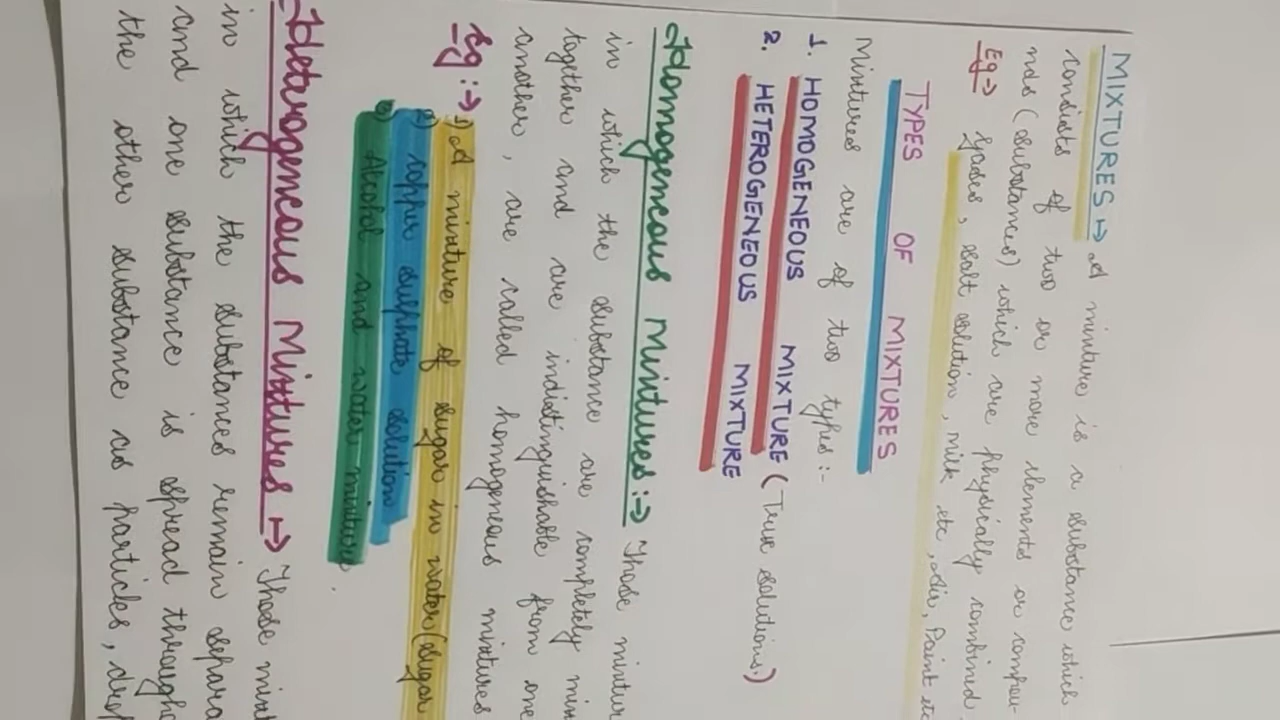 MIXTURES → A mixture is a substance which
consists of two or more elements or compou-
nds (substances) which are physically combind
Eg → gases, salt solution, milk etc, Air, Paint etc
TYPES OF MIXTURES
Mixtures are of two types:-
1. HOMOGENEOUS MIXTURE (True solutions.)
2. HETEROGENEOUS MIXTURE
Homogeneous Mixtures:→ Those mixtur
in which the substance are completely mix
together and are indistinguishable from one
another, are called homogeneous mixtures
Eg:→ 1) A mixture of sugar in water (sugar
2) copper sulphate solution
3) Alcohol and water mixture.
Heterogeneous Mixtures → Those mixt
in which the substances remain separa
and one substance is spread througho
the other substance as particles, drop